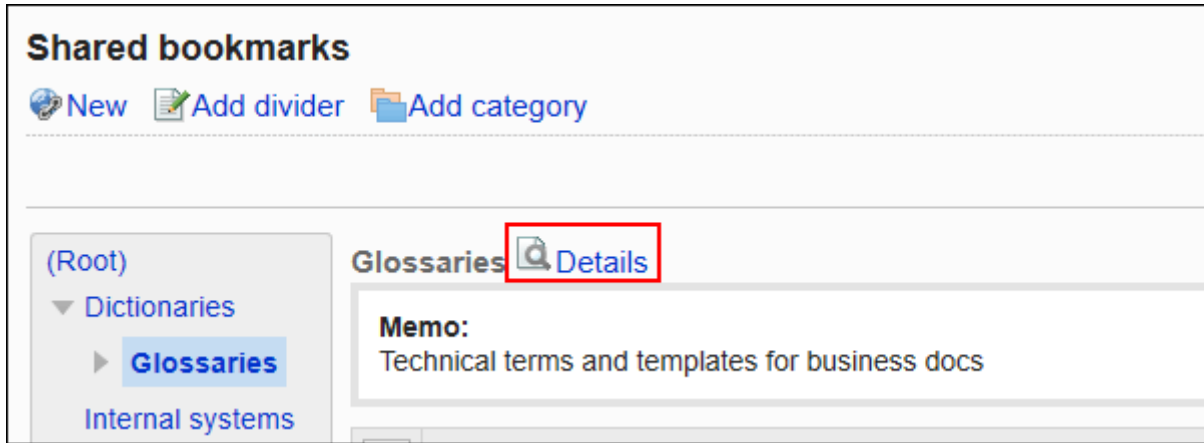 Shared bookmarks
New Add divider Add category
(Root)
Dictionaries
Glossaries
Internal systems
Glossaries Details
Memo:
Technical terms and templates for business docs